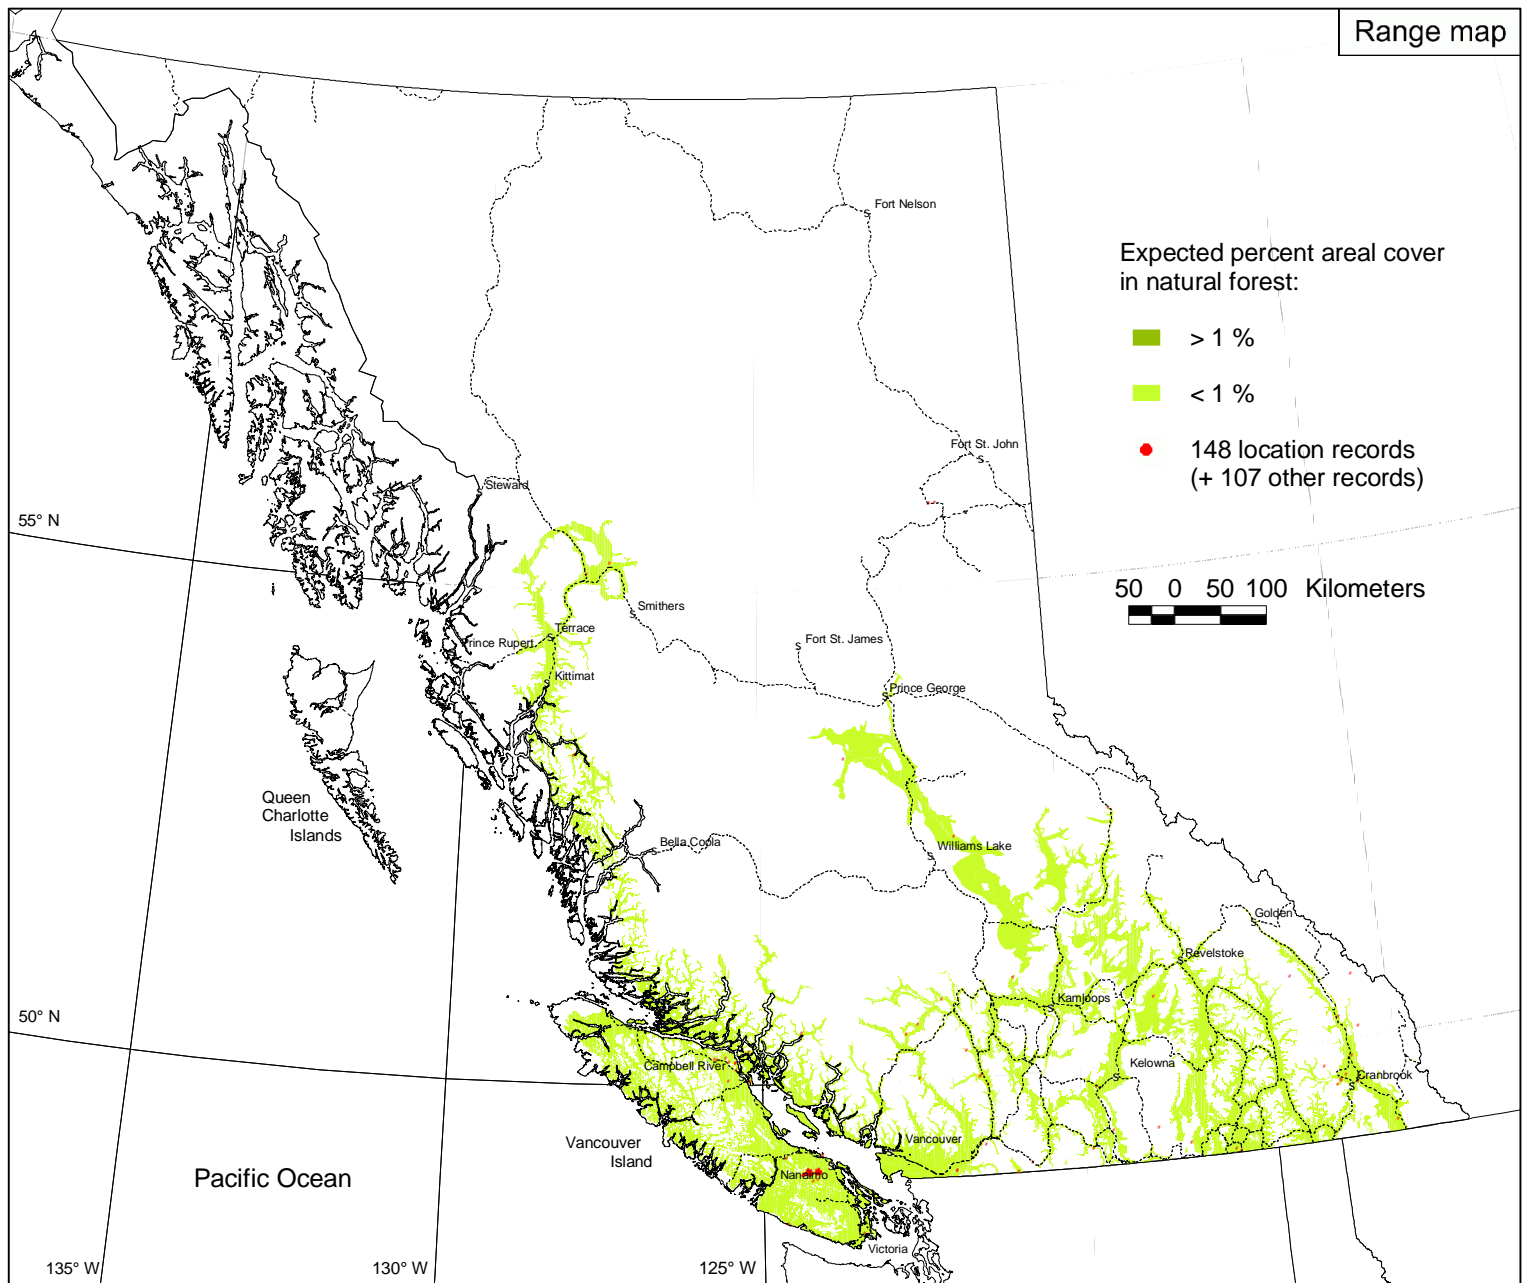 Range map
Fort Nelson
Expected percent areal cover
in natural forest:
> 1 %
< 1 %
148 location records
(+ 107 other records)
Fort St. John
Steward
55° N
50 0 50 100 Kilometers
Smithers
Terrace
Prince Rupert
Fort St. James
Kittimat
Prince George
Queen
Charlotte
Islands
Bella Coola
Williams Lake
Golden
Revelstoke
Kamloops
50° N
Campbell River
Kelowna
Cranbrook
Vancouver
Vancouver
Island
Nanaimo
Pacific Ocean
Victoria
135° W
130° W
125° W